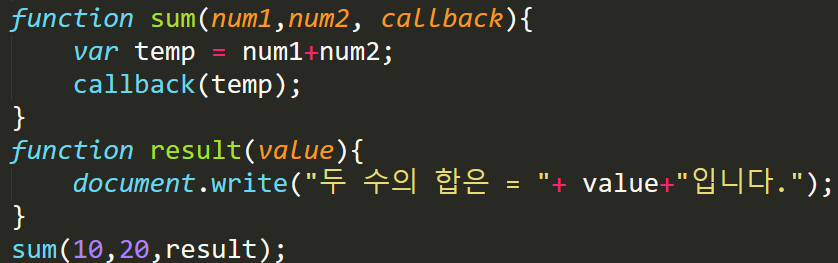 function sum(num1,num2, callback){
    var temp = num1+num2;
    callback(temp);
}
function result(value){
    document.write("두 수의 합은 = "+ value+"입니다.");
}
sum(10,20,result);